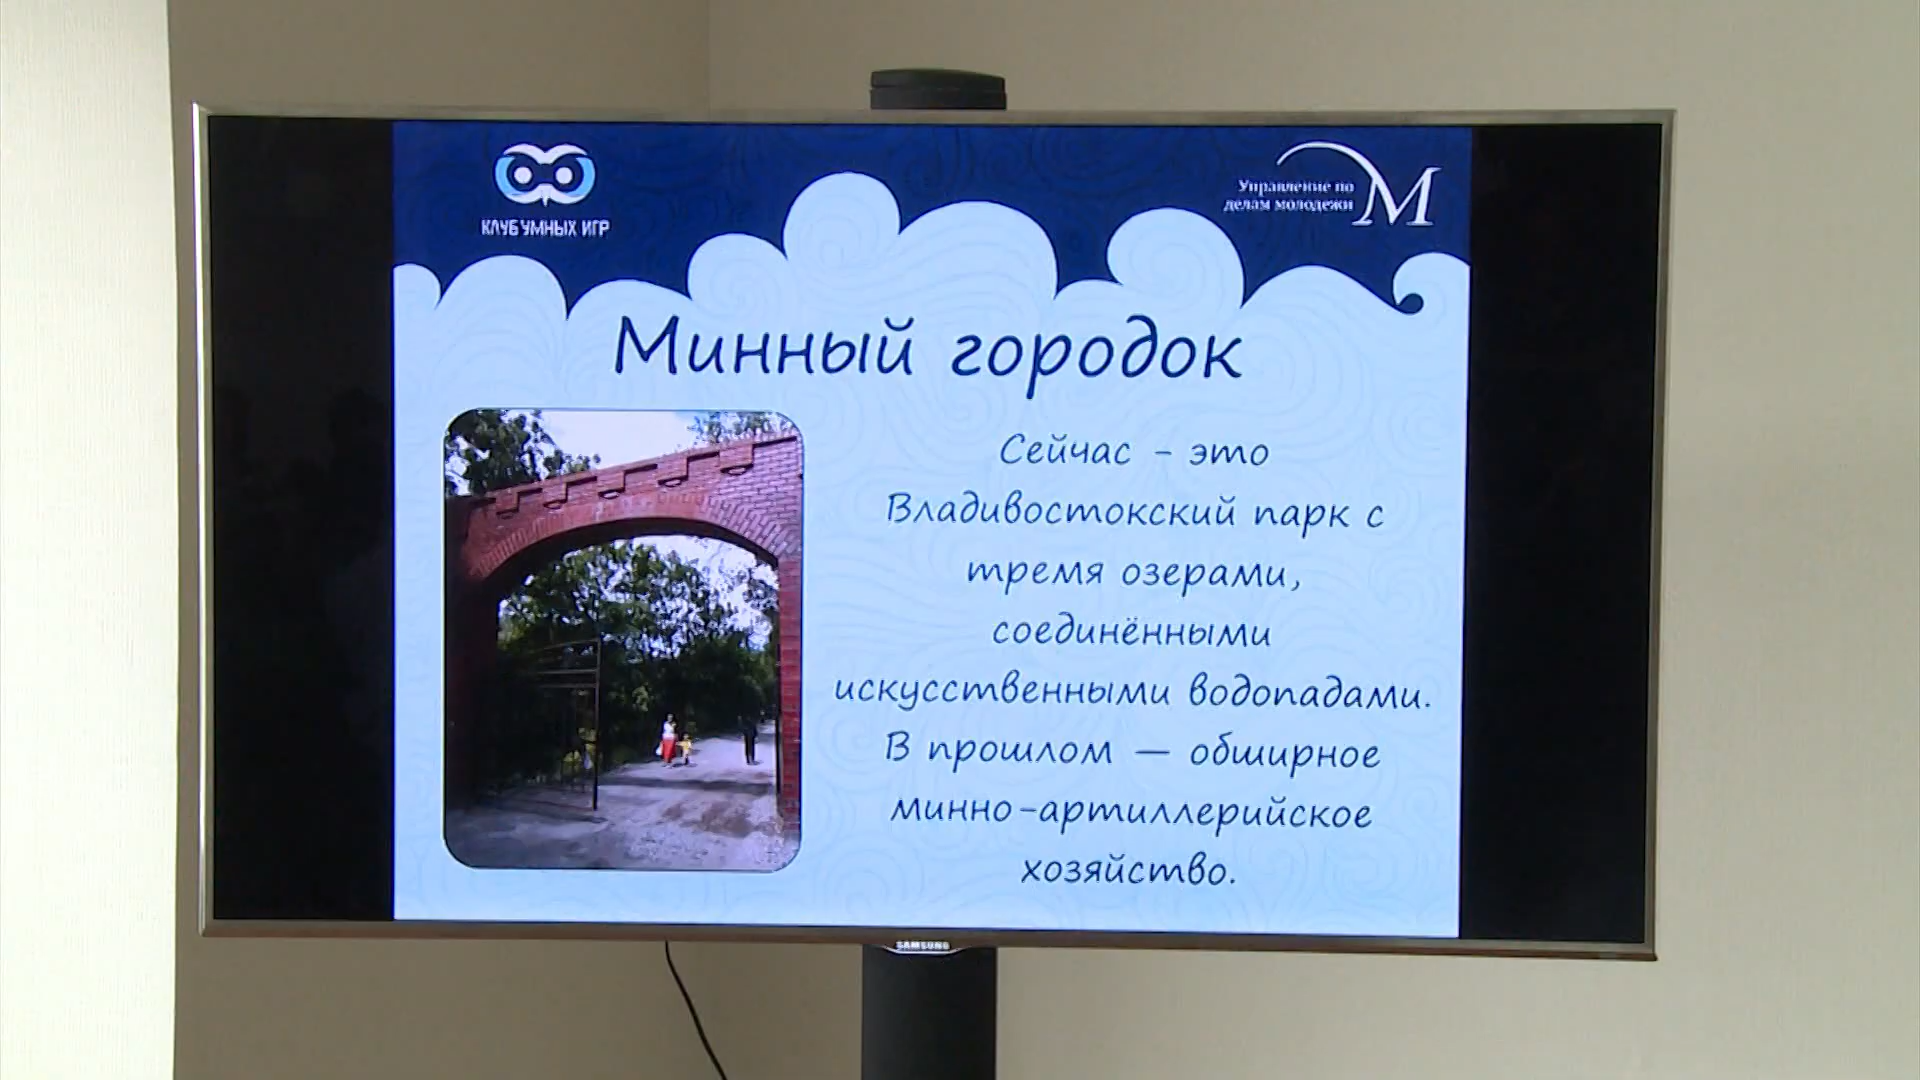 КЛУБ УМНЫХ ИГР
Управление по
делам молодежи
М
Минный городок
Сейчас - это
Владивостокский парк с
тремя озерами,
соединёнными
искусственными водопадами.
В прошлом — обширное
минно-артиллерийское
хозяйство.
SAMSUNG